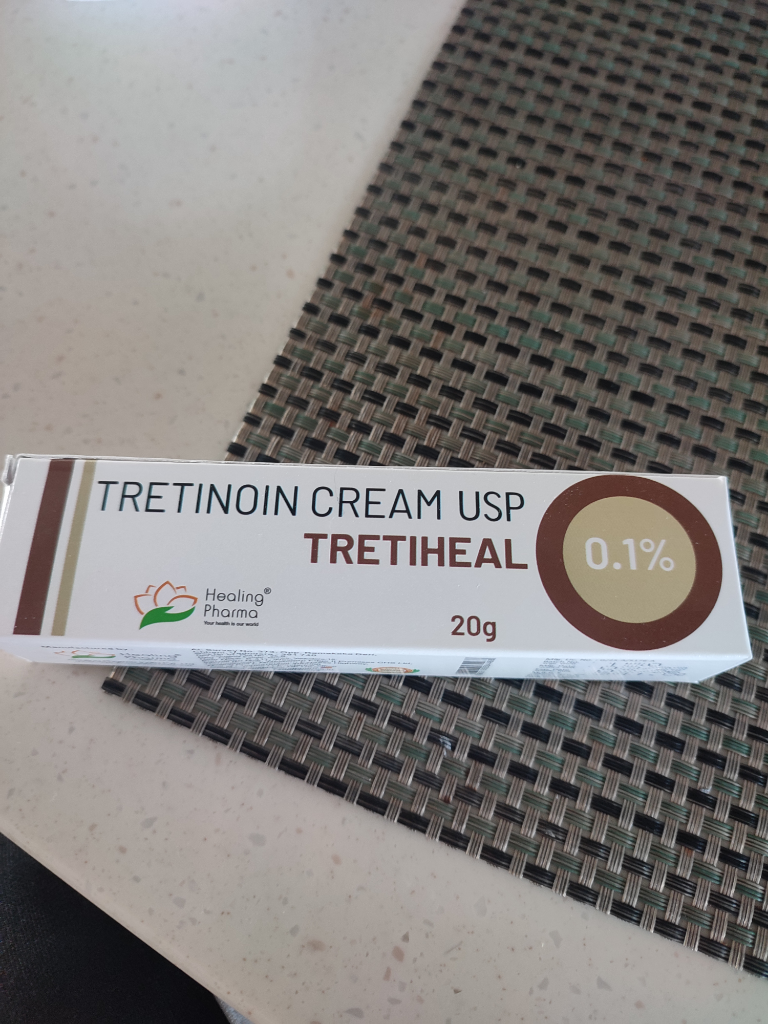 TRETINOIN CREAM USP
TRETIHEAL
0.1%
Healing®
Pharma
Your health is our world
20g